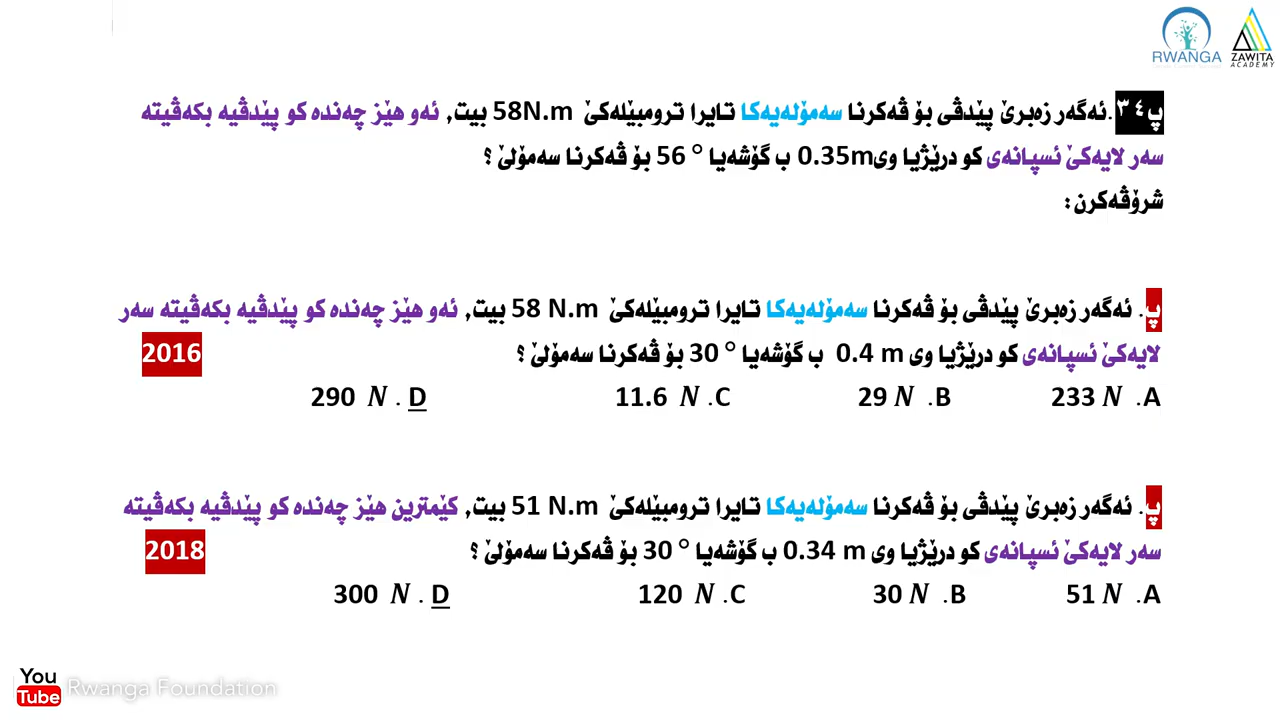 RWANGA
ZAWITA
ACADEMY
پ٣٤.ئەگەر زەبرێ پێدڤی بۆ ڤەکرنا سەمۆلەیەکا تایرا ترومبێلەکێ 58N.m بیت, ئەو هێز چەندە کو پێدڤیە بکەڤیتە
سەر لایەکێ ئسپانەی کو درێژیا وی0.35m ب گۆشەیا 56° بۆ ڤەکرنا سەمۆلێ ؟
شرۆڤەکرن :
پ. ئەگەر زەبرێ پێدڤی بۆ ڤەکرنا سەمۆلەیەکا تایرا ترومبێلەکێ 58 N.m بیت, ئەو هێز چەندە کو پێدڤیە بکەڤیتە سەر
لایەکێ ئسپانەی کو درێژیا وی 0.4 m ب گۆشەیا 30° بۆ ڤەکرنا سەمۆلێ ؟ 2016
A. 233 N B. 29 N C. 11.6 N D. 290 N
پ. ئەگەر زەبرێ پێدڤی بۆ ڤەکرنا سەمۆلەیەکا تایرا ترومبێلەکێ 51 N.m بیت, کێمترین هێز چەندە کو پێدڤیە بکەڤیتە
سەر لایەکێ ئسپانەی کو درێژیا وی 0.34 m ب گۆشەیا 30° بۆ ڤەکرنا سەمۆلێ ؟ 2018
A. 51 N B. 30 N C. 120 N D. 300 N
You
Tube Rwanga Foundation